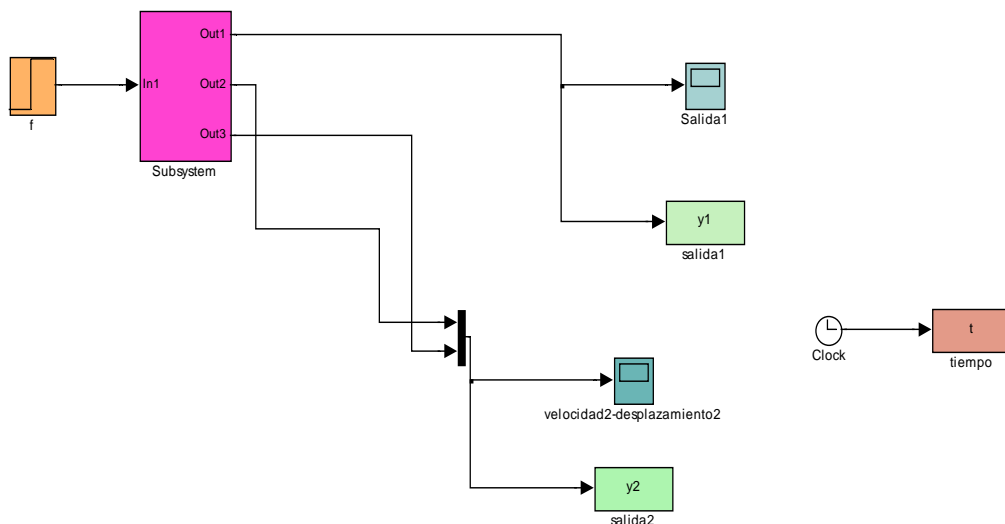 f
In1
Out1
Out2
Out3
Subsystem
Salida1
y1
salida1
Clock
t
tiempo
velocidad2-desplazamiento2
y2
salida2